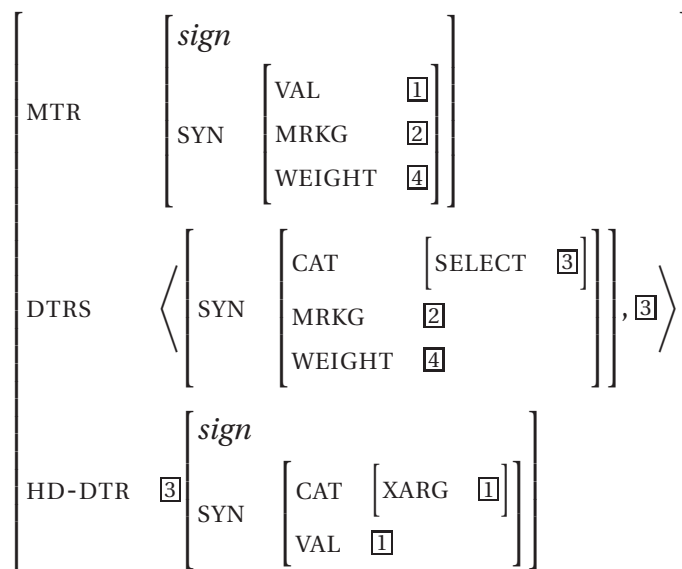 sign
VAL 1
MTR SYN MRKG 2
WEIGHT 4
CAT [SELECT 3]
DTRS ⟨ SYN MRKG 2 , 3 ⟩
WEIGHT 4
sign
HD-DTR 3 SYN CAT [XARG 1]
VAL 1